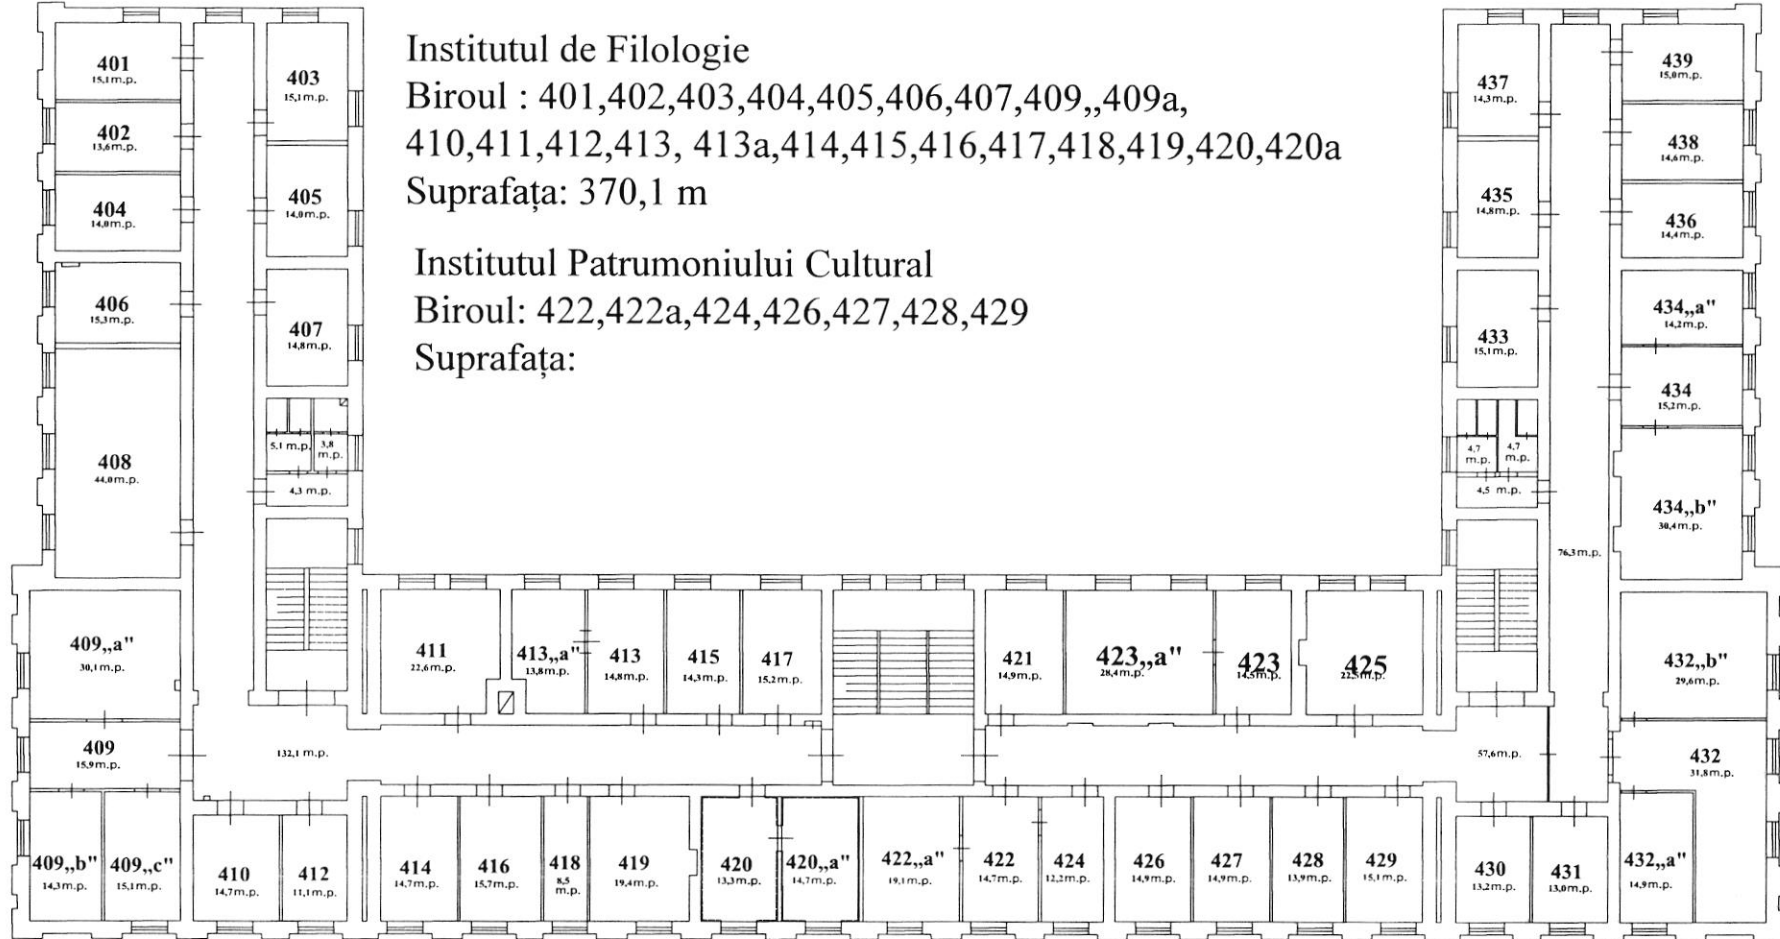 Institutul de Filologie
Biroul : 401,402,403,404,405,406,407,409,,409a,
410,411,412,413, 413a,414,415,416,417,418,419,420,420a
Suprafața: 370,1 m
Institutul Patrumoniului Cultural
Biroul: 422,422a,424,426,427,428,429
Suprafața:
401
15,1m.p.
402
13,6m.p.
404
14,0m.p.
406
15,3m.p.
408
44,0m.p.
403
15,1m.p.
405
14,0m.p.
407
14,8m.p.
5,1 m.p.
3,8
m.p.
4,3 m.p.
437
14,3m.p.
435
14,8m.p.
433
15,1m.p.
4,7
m.p.
4,7
m.p.
4,5 m.p.
76,3m.p.
439
15,0m.p.
438
14,6m.p.
436
14,4m.p.
434,,a"
14,2m.p.
434
15,2m.p.
434,,b"
30,4m.p.
409,,a"
30,1m.p.
409
15,9m.p.
409,,b"
14,3m.p.
409,,c"
15,1m.p.
132,1 m.p.
411
22,6m.p.
413,,a"
13,8m.p.
413
14,8m.p.
415
14,3m.p.
417
15,2m.p.
421
14,9m.p.
423,,a"
28,4m.p.
423
14,5m.p.
425
22,5m.p.
57,6m.p.
432,,b"
29,6m.p.
432
31,8m.p.
432,,a"
14,9m.p.
410
14,7m.p.
412
11,1m.p.
414
14,7m.p.
416
15,7m.p.
418
8,5
m.p.
419
19,4m.p.
420
13,3m.p.
420,,a"
14,7m.p.
422,,a"
19,1m.p.
422
14,7m.p.
424
12,2m.p.
426
14,9m.p.
427
14,9m.p.
428
13,9m.p.
429
15,1m.p.
430
13,2m.p.
431
13,0m.p.